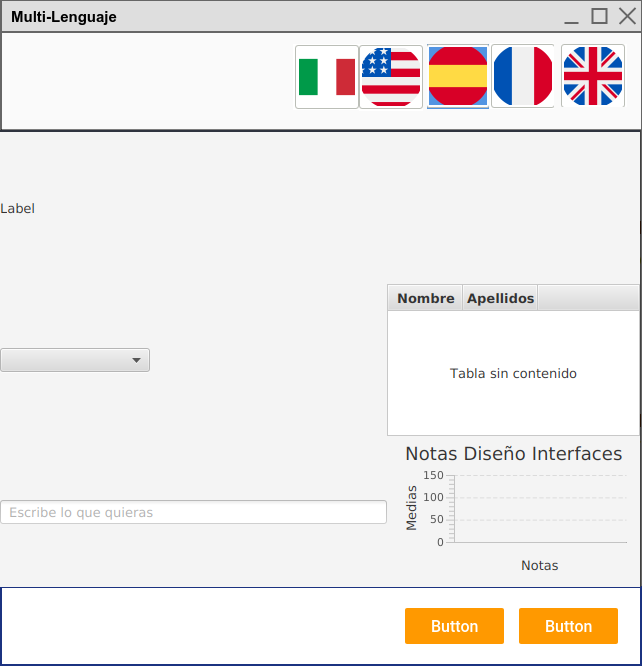 Multi-Lenguaje
Label
Nombre Apellidos
Tabla sin contenido
Notas Diseño Interfaces
150
100
50
0
Medias
Notas
Escribe lo que quieras
Button Button